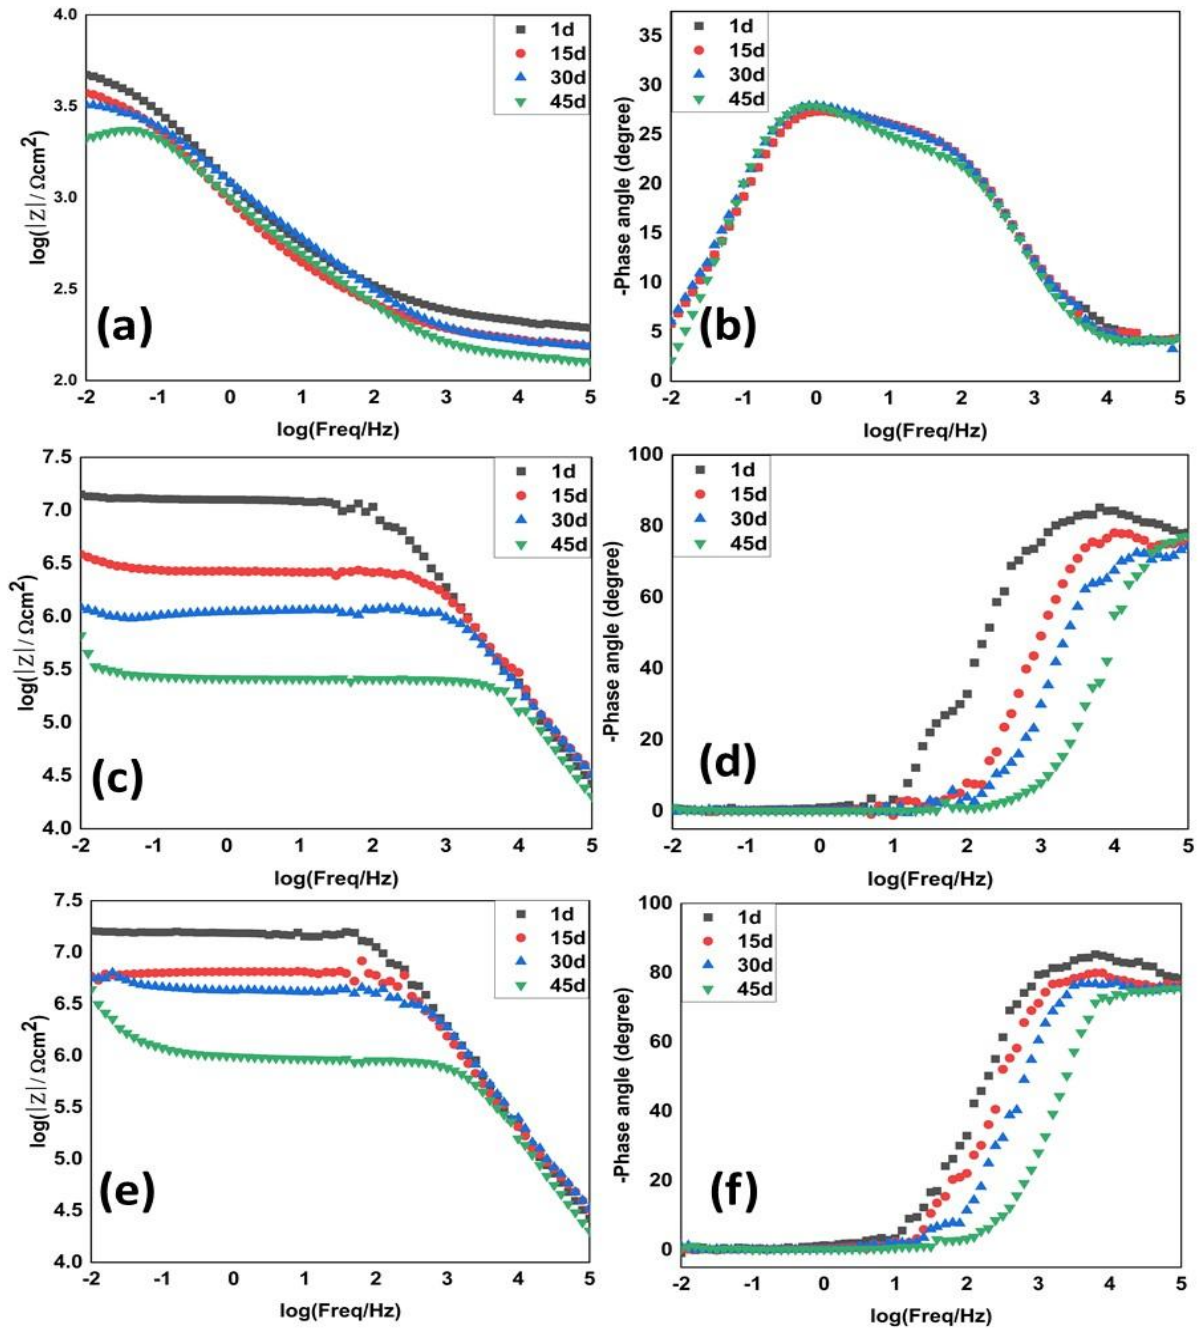 4.0
3.5
3.0
2.5
2.0
log(|Z|/Ωcm²)
1d
15d
30d
45d
(a)
-2 -1 0 1 2 3 4 5
log(Freq/Hz)
35
30
25
20
15
10
5
0
-Phase angle (degree)
1d
15d
30d
45d
(b)
-2 -1 0 1 2 3 4 5
log(Freq/Hz)
7.5
7.0
6.5
6.0
5.5
5.0
4.5
4.0
log(|Z|/Ωcm²)
1d
15d
30d
45d
(c)
-2 -1 0 1 2 3 4 5
log(Freq/Hz)
100
80
60
40
20
0
-Phase angle (degree)
1d
15d
30d
45d
(d)
-2 -1 0 1 2 3 4 5
log(Freq/Hz)
7.5
7.0
6.5
6.0
5.5
5.0
4.5
4.0
log(|Z|/Ωcm²)
1d
15d
30d
45d
(e)
-2 -1 0 1 2 3 4 5
log(Freq/Hz)
100
80
60
40
20
0
-Phase angle (degree)
1d
15d
30d
45d
(f)
-2 -1 0 1 2 3 4 5
log(Freq/Hz)